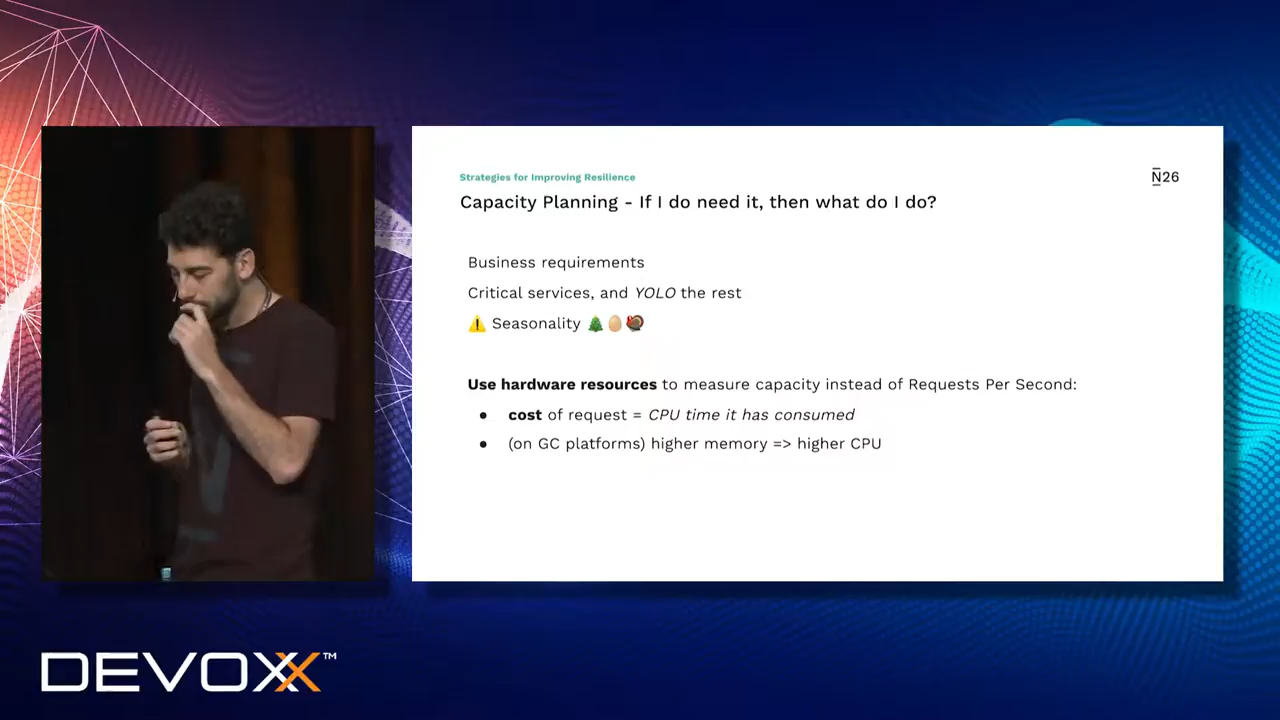 Strategies for Improving Resilience
N26
Capacity Planning - If I do need it, then what do I do?
Business requirements
Critical services, and YOLO the rest
⚠️ Seasonality 🎄🥚🦃
Use hardware resources to measure capacity instead of Requests Per Second:
● cost of request = CPU time it has consumed
● (on GC platforms) higher memory => higher CPU
DEVOXX™